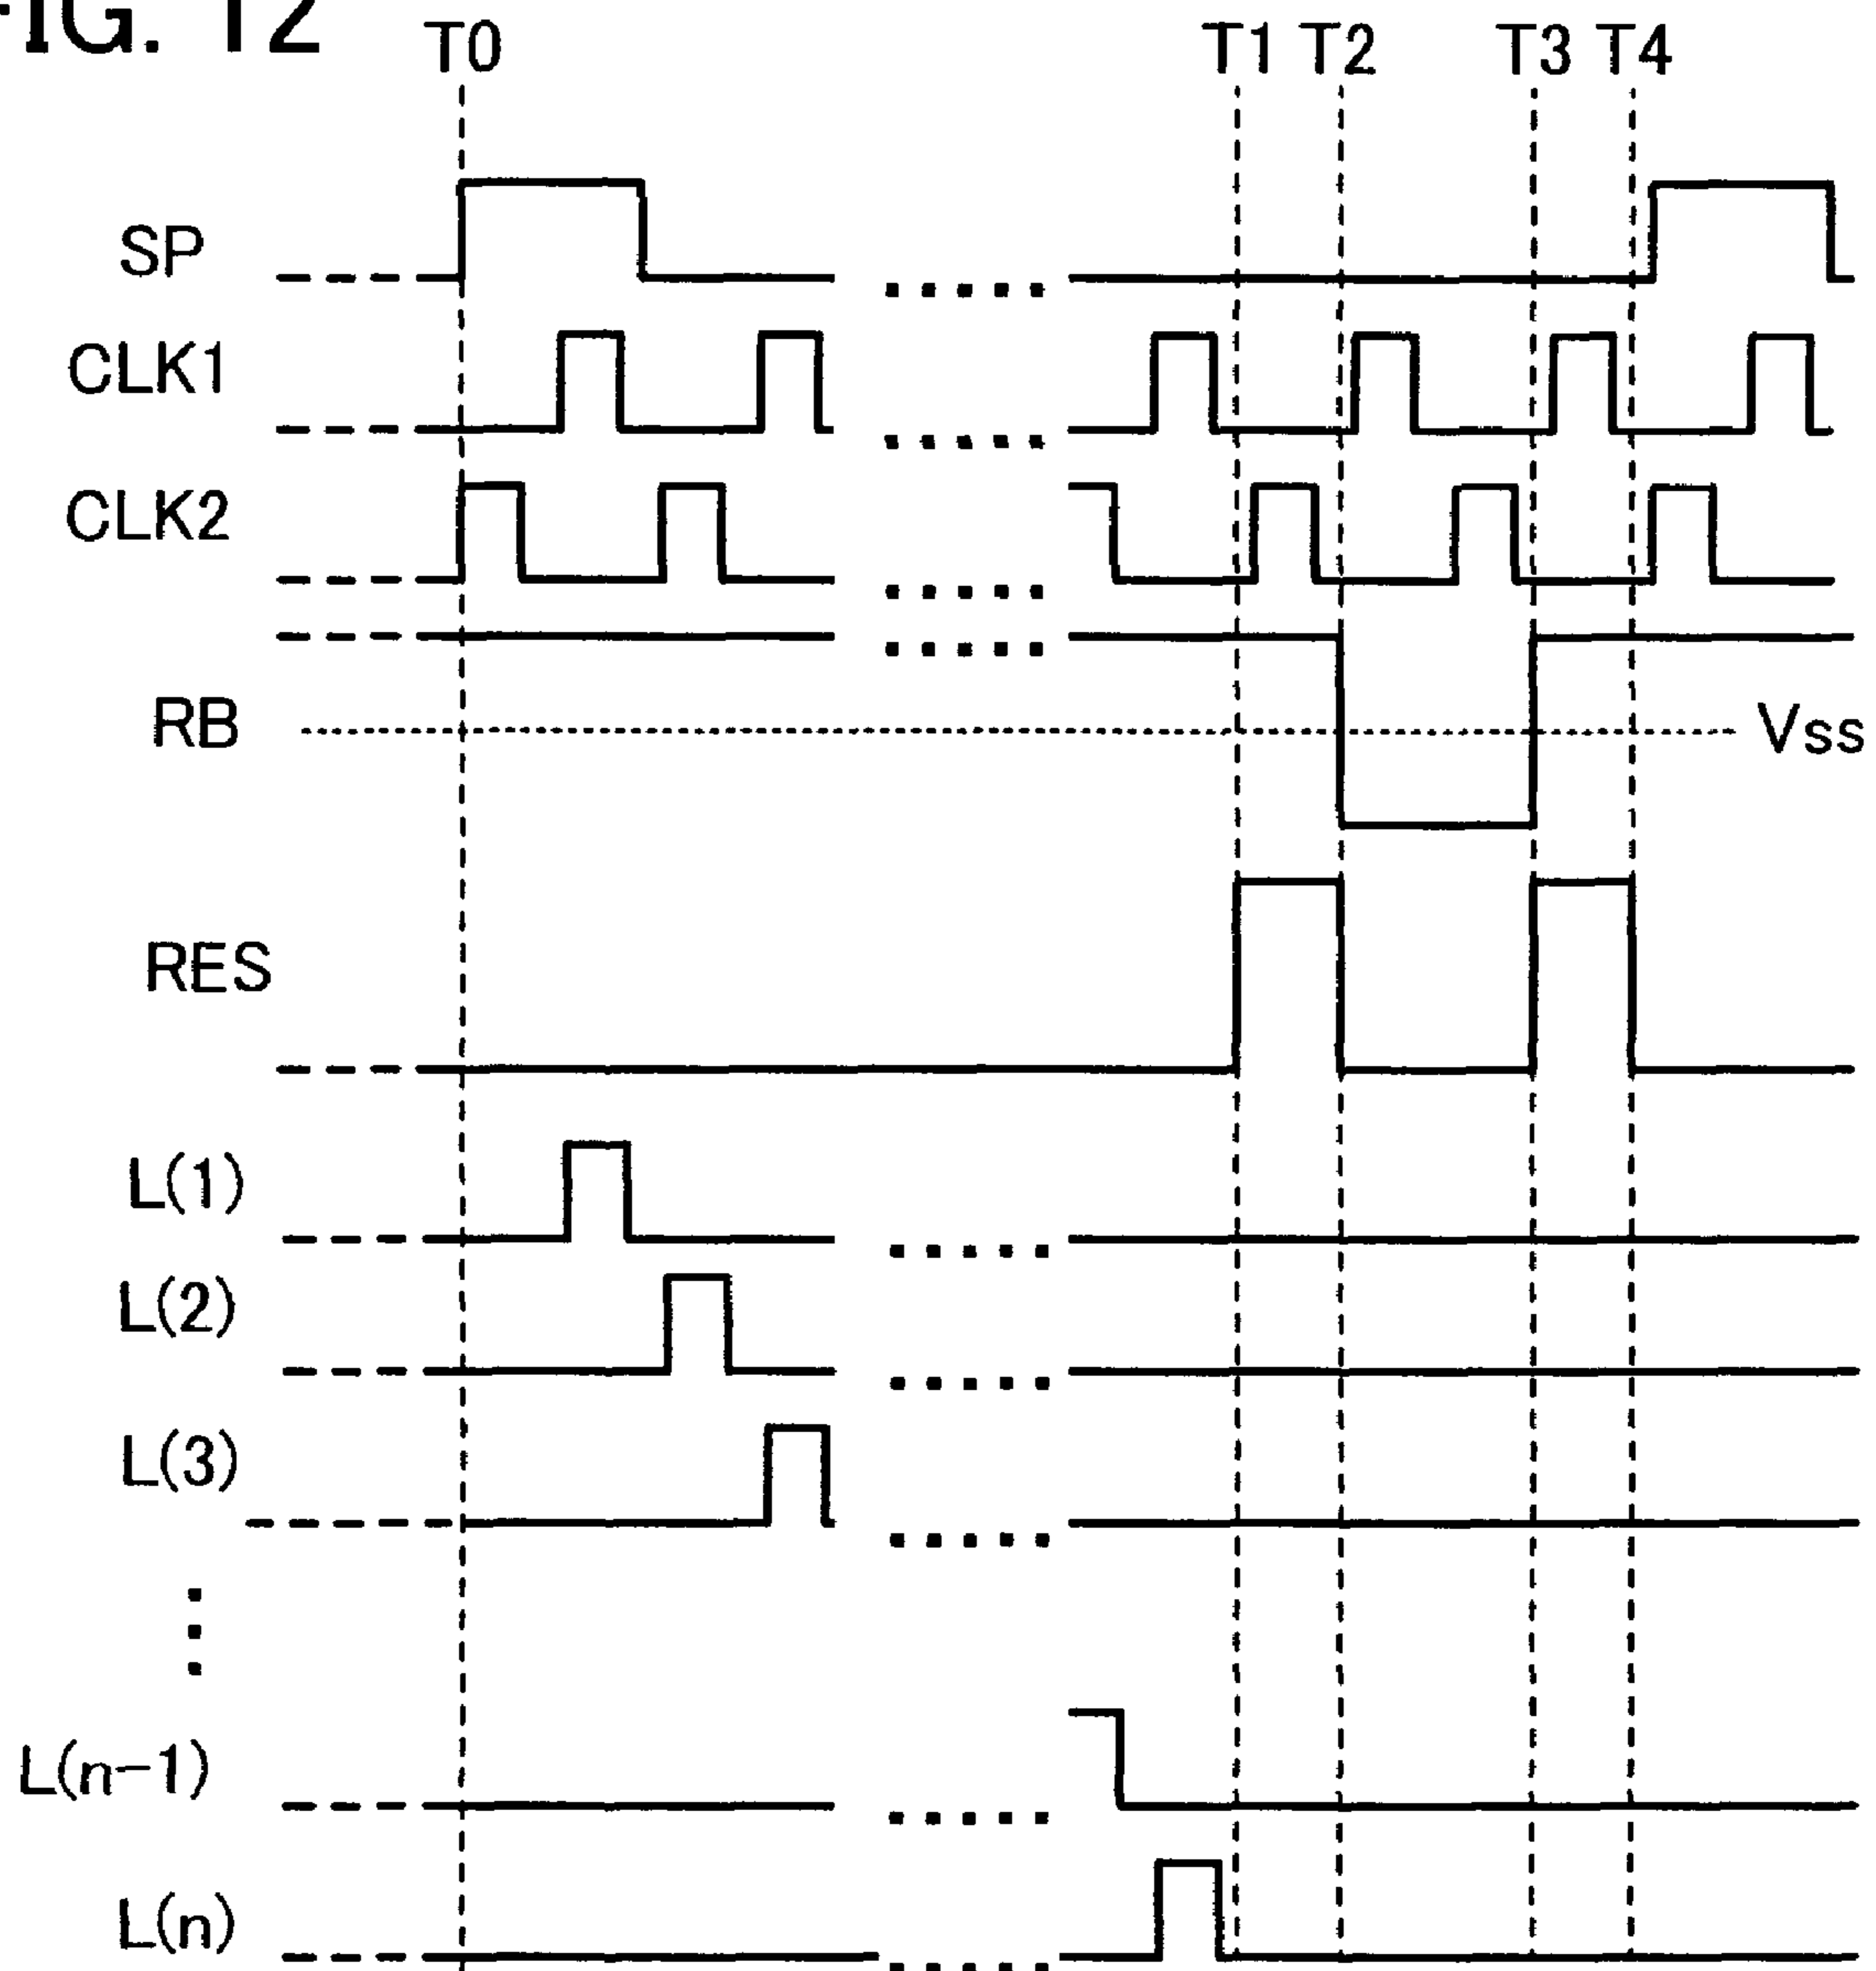 FIG. 12
T0 T1 T2 T3 T4
SP
CLK1
CLK2
RB
Vss
RES
L(1)
L(2)
L(3)
L(n-1)
L(n)